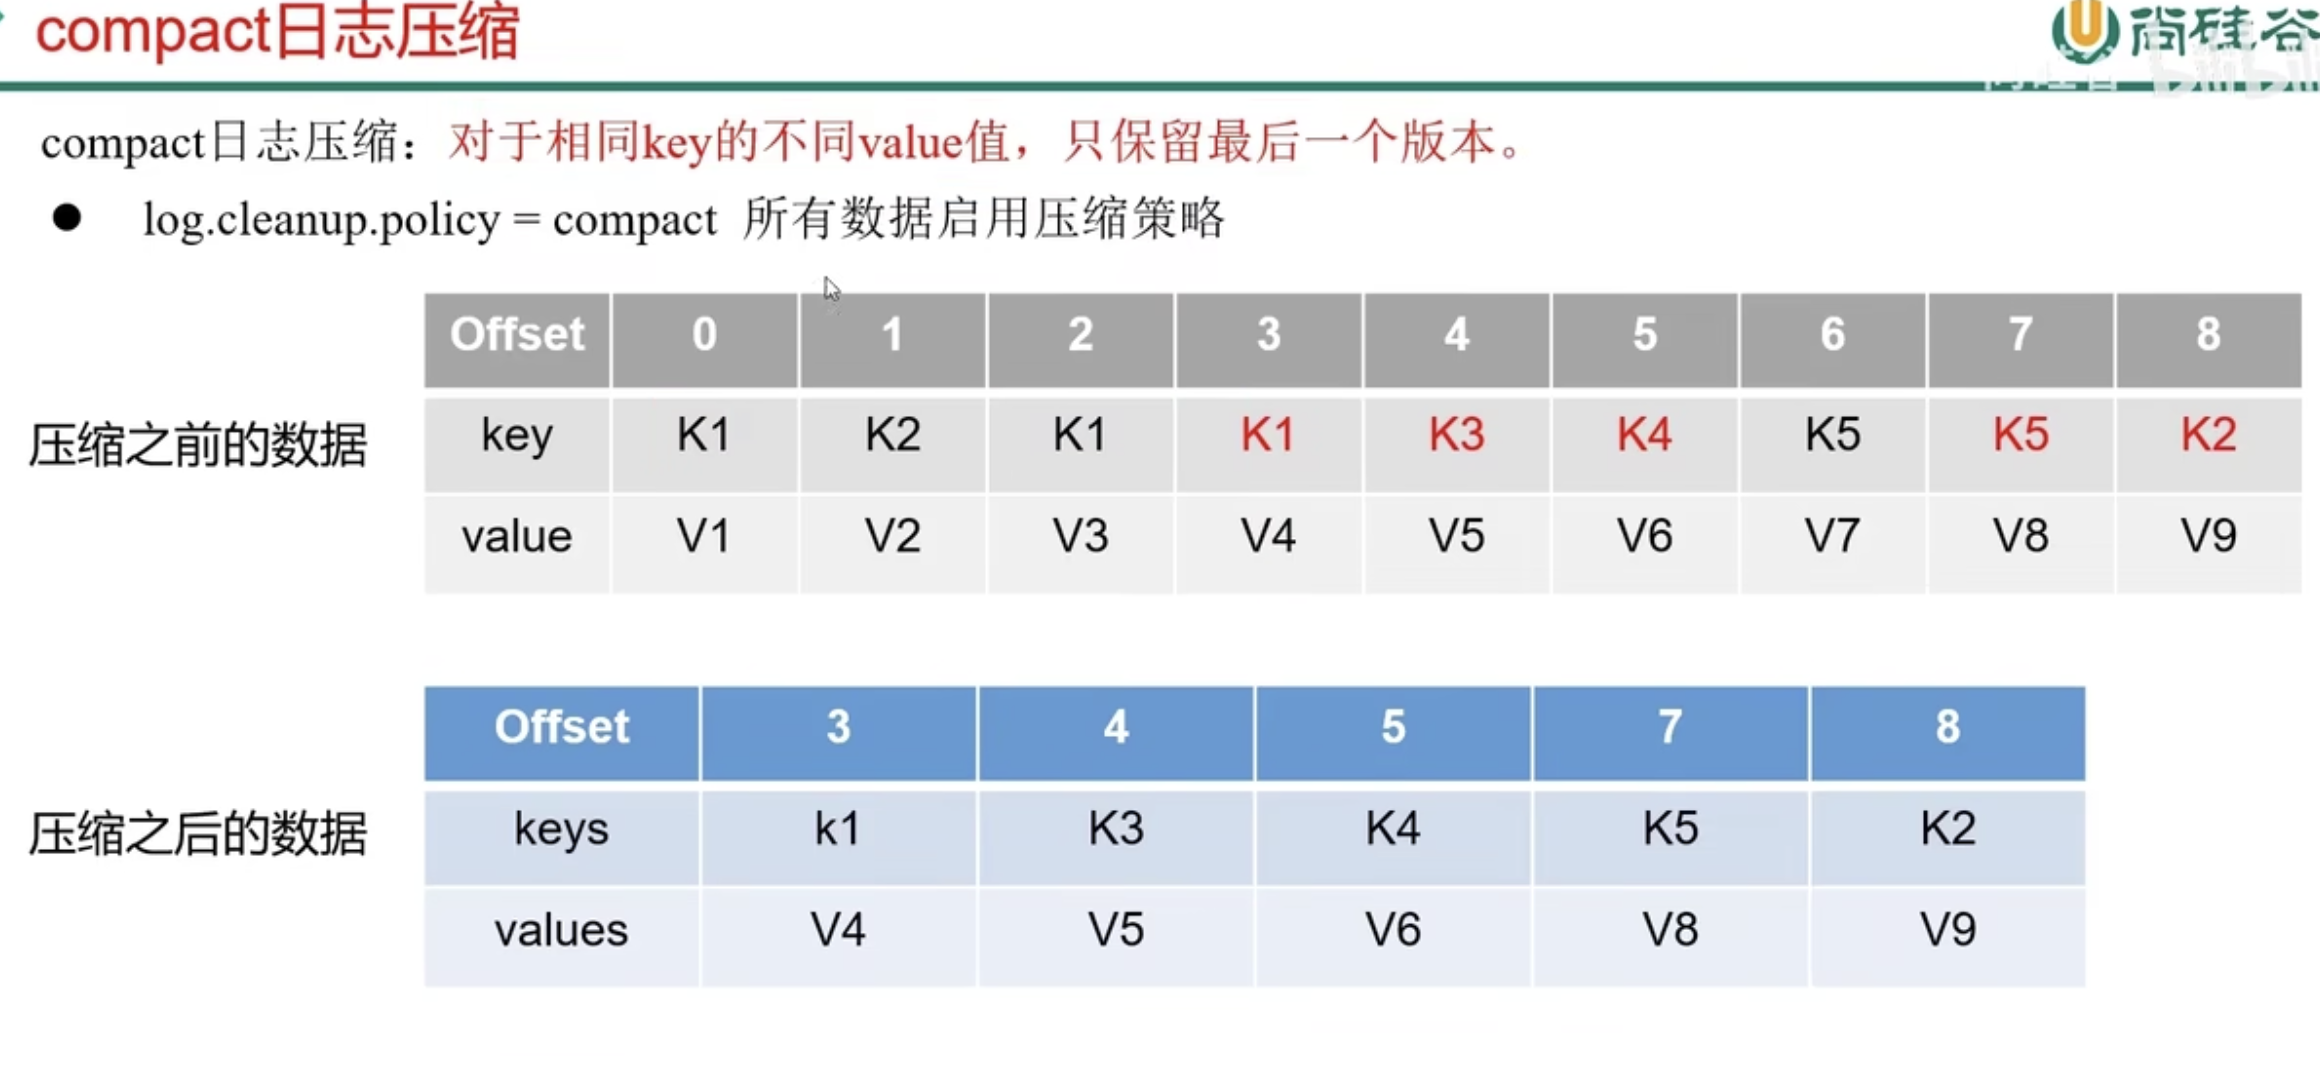 compact日志压缩
尚硅谷
bilibili
compact日志压缩：对于相同key的不同value值，只保留最后一个版本。
● log.cleanup.policy = compact 所有数据启用压缩策略
Offset 0 1 2 3 4 5 6 7 8
压缩之前的数据
key K1 K2 K1 K1 K3 K4 K5 K5 K2
value V1 V2 V3 V4 V5 V6 V7 V8 V9
Offset 3 4 5 7 8
压缩之后的数据
keys k1 K3 K4 K5 K2
values V4 V5 V6 V8 V9